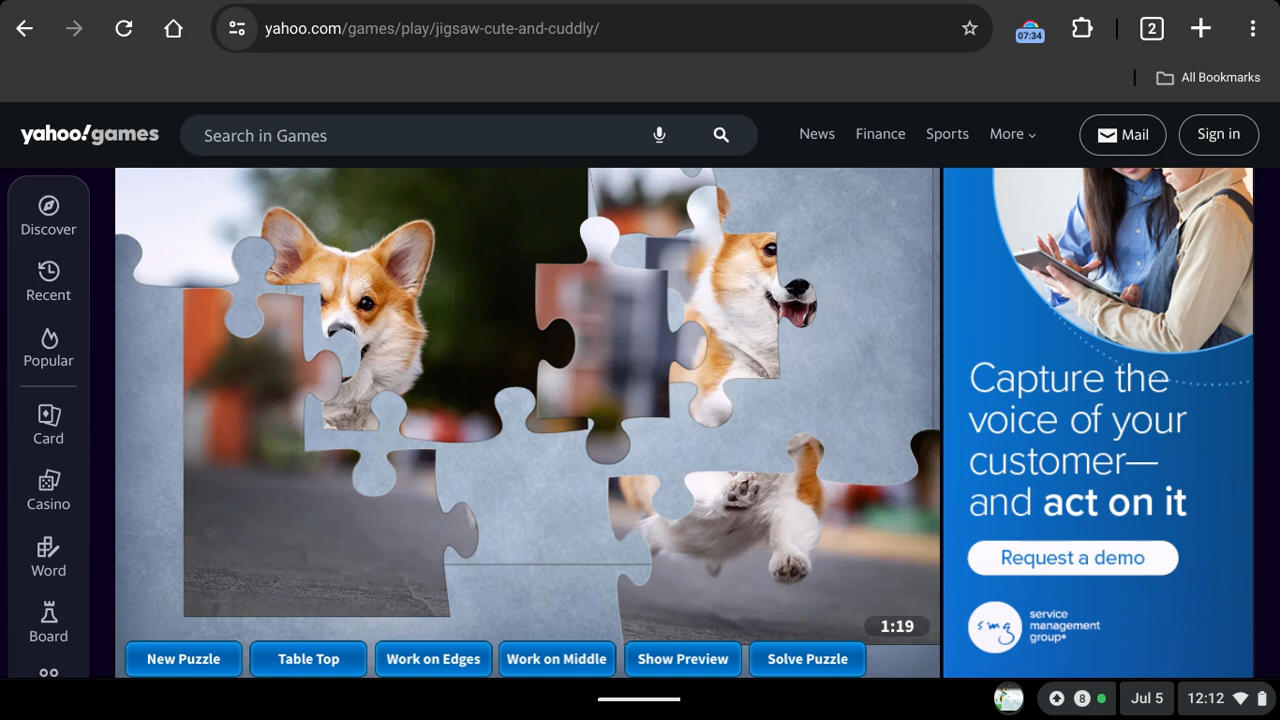 yahoo.com/games/play/jigsaw-cute-and-cuddly/
07:34
2
All Bookmarks
yahoo!games
Search in Games
News
Finance
Sports
More
Mail
Sign in
Discover
Recent
Popular
Card
Casino
Word
Board
Capture the
voice of your
customer—
and act on it
Request a demo
smg
service
management
group®
1:19
New Puzzle
Table Top
Work on Edges
Work on Middle
Show Preview
Solve Puzzle
8
Jul 5
12:12